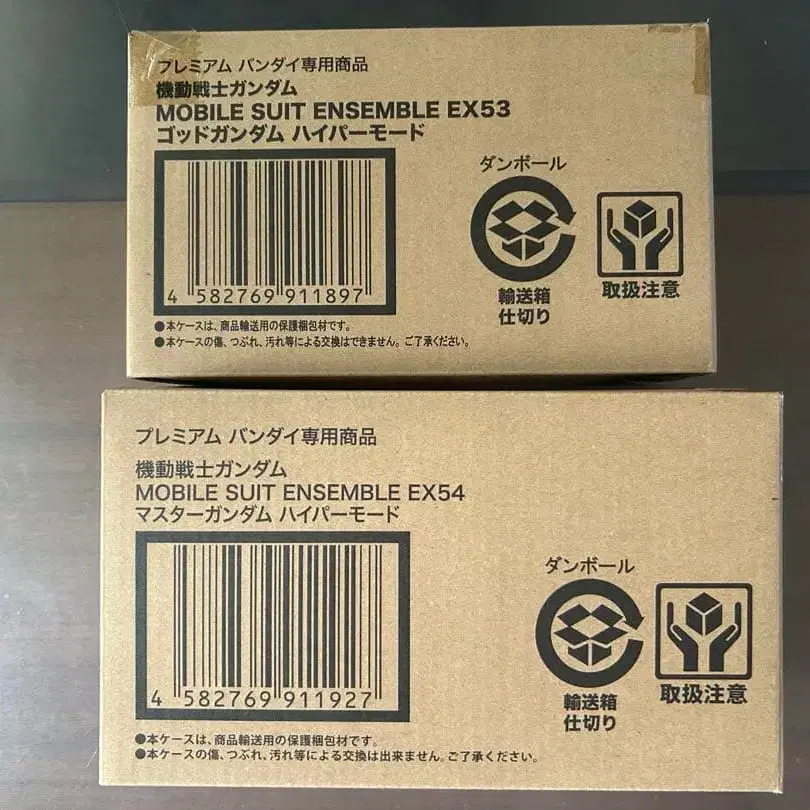 プレミアム バンダイ専用商品
機動戦士ガンダム
MOBILE SUIT ENSEMBLE EX53
ゴッドガンダム ハイパーモード
4 582769 911897
ダンボール
輸送箱
仕切り
取扱注意
●本ケースは、商品輸送用の保護梱包材です。
●本ケースの傷、つぶれ、汚れ等による交換はできません。ご了承ください。
プレミアム バンダイ専用商品
機動戦士ガンダム
MOBILE SUIT ENSEMBLE EX54
マスターガンダム ハイパーモード
4 582769 911927
ダンボール
輸送箱
仕切り
取扱注意
●本ケースは、商品輸送用の保護梱包材です。
●本ケースの傷、つぶれ、汚れ等による交換は出来ません。ご了承ください。